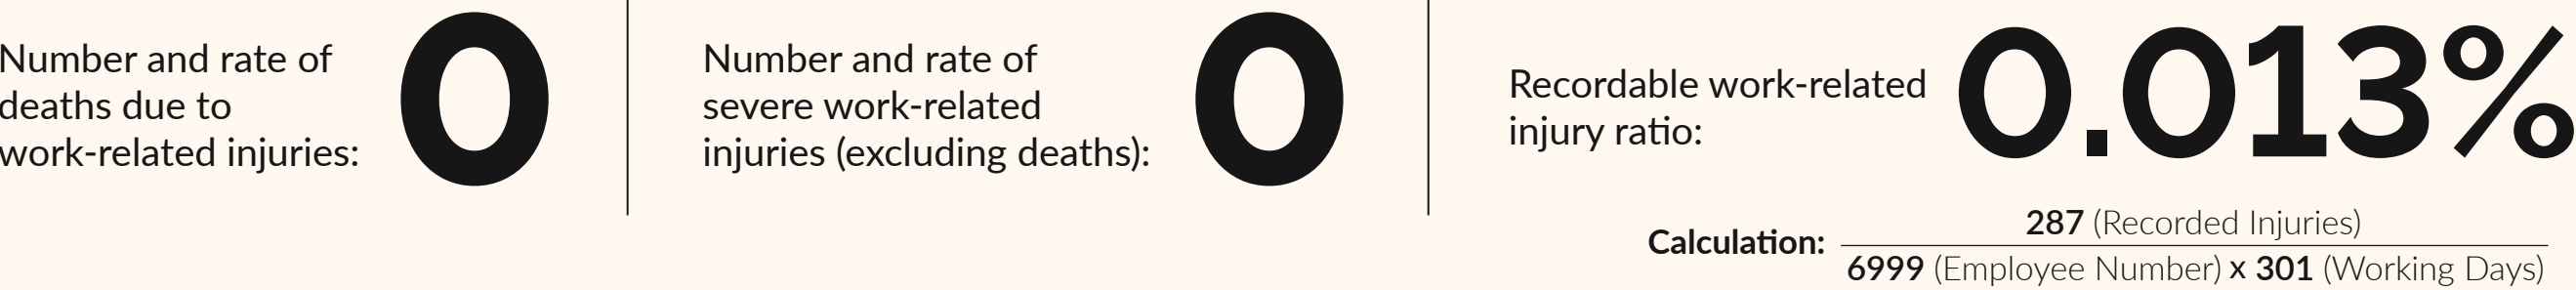 Number and rate of
deaths due to
work-related injuries:
0
Number and rate of
severe work-related
injuries (excluding deaths):
0
Recordable work-related
injury ratio:
0.013%
Calculation:
287 (Recorded Injuries)
6999 (Employee Number) x 301 (Working Days)